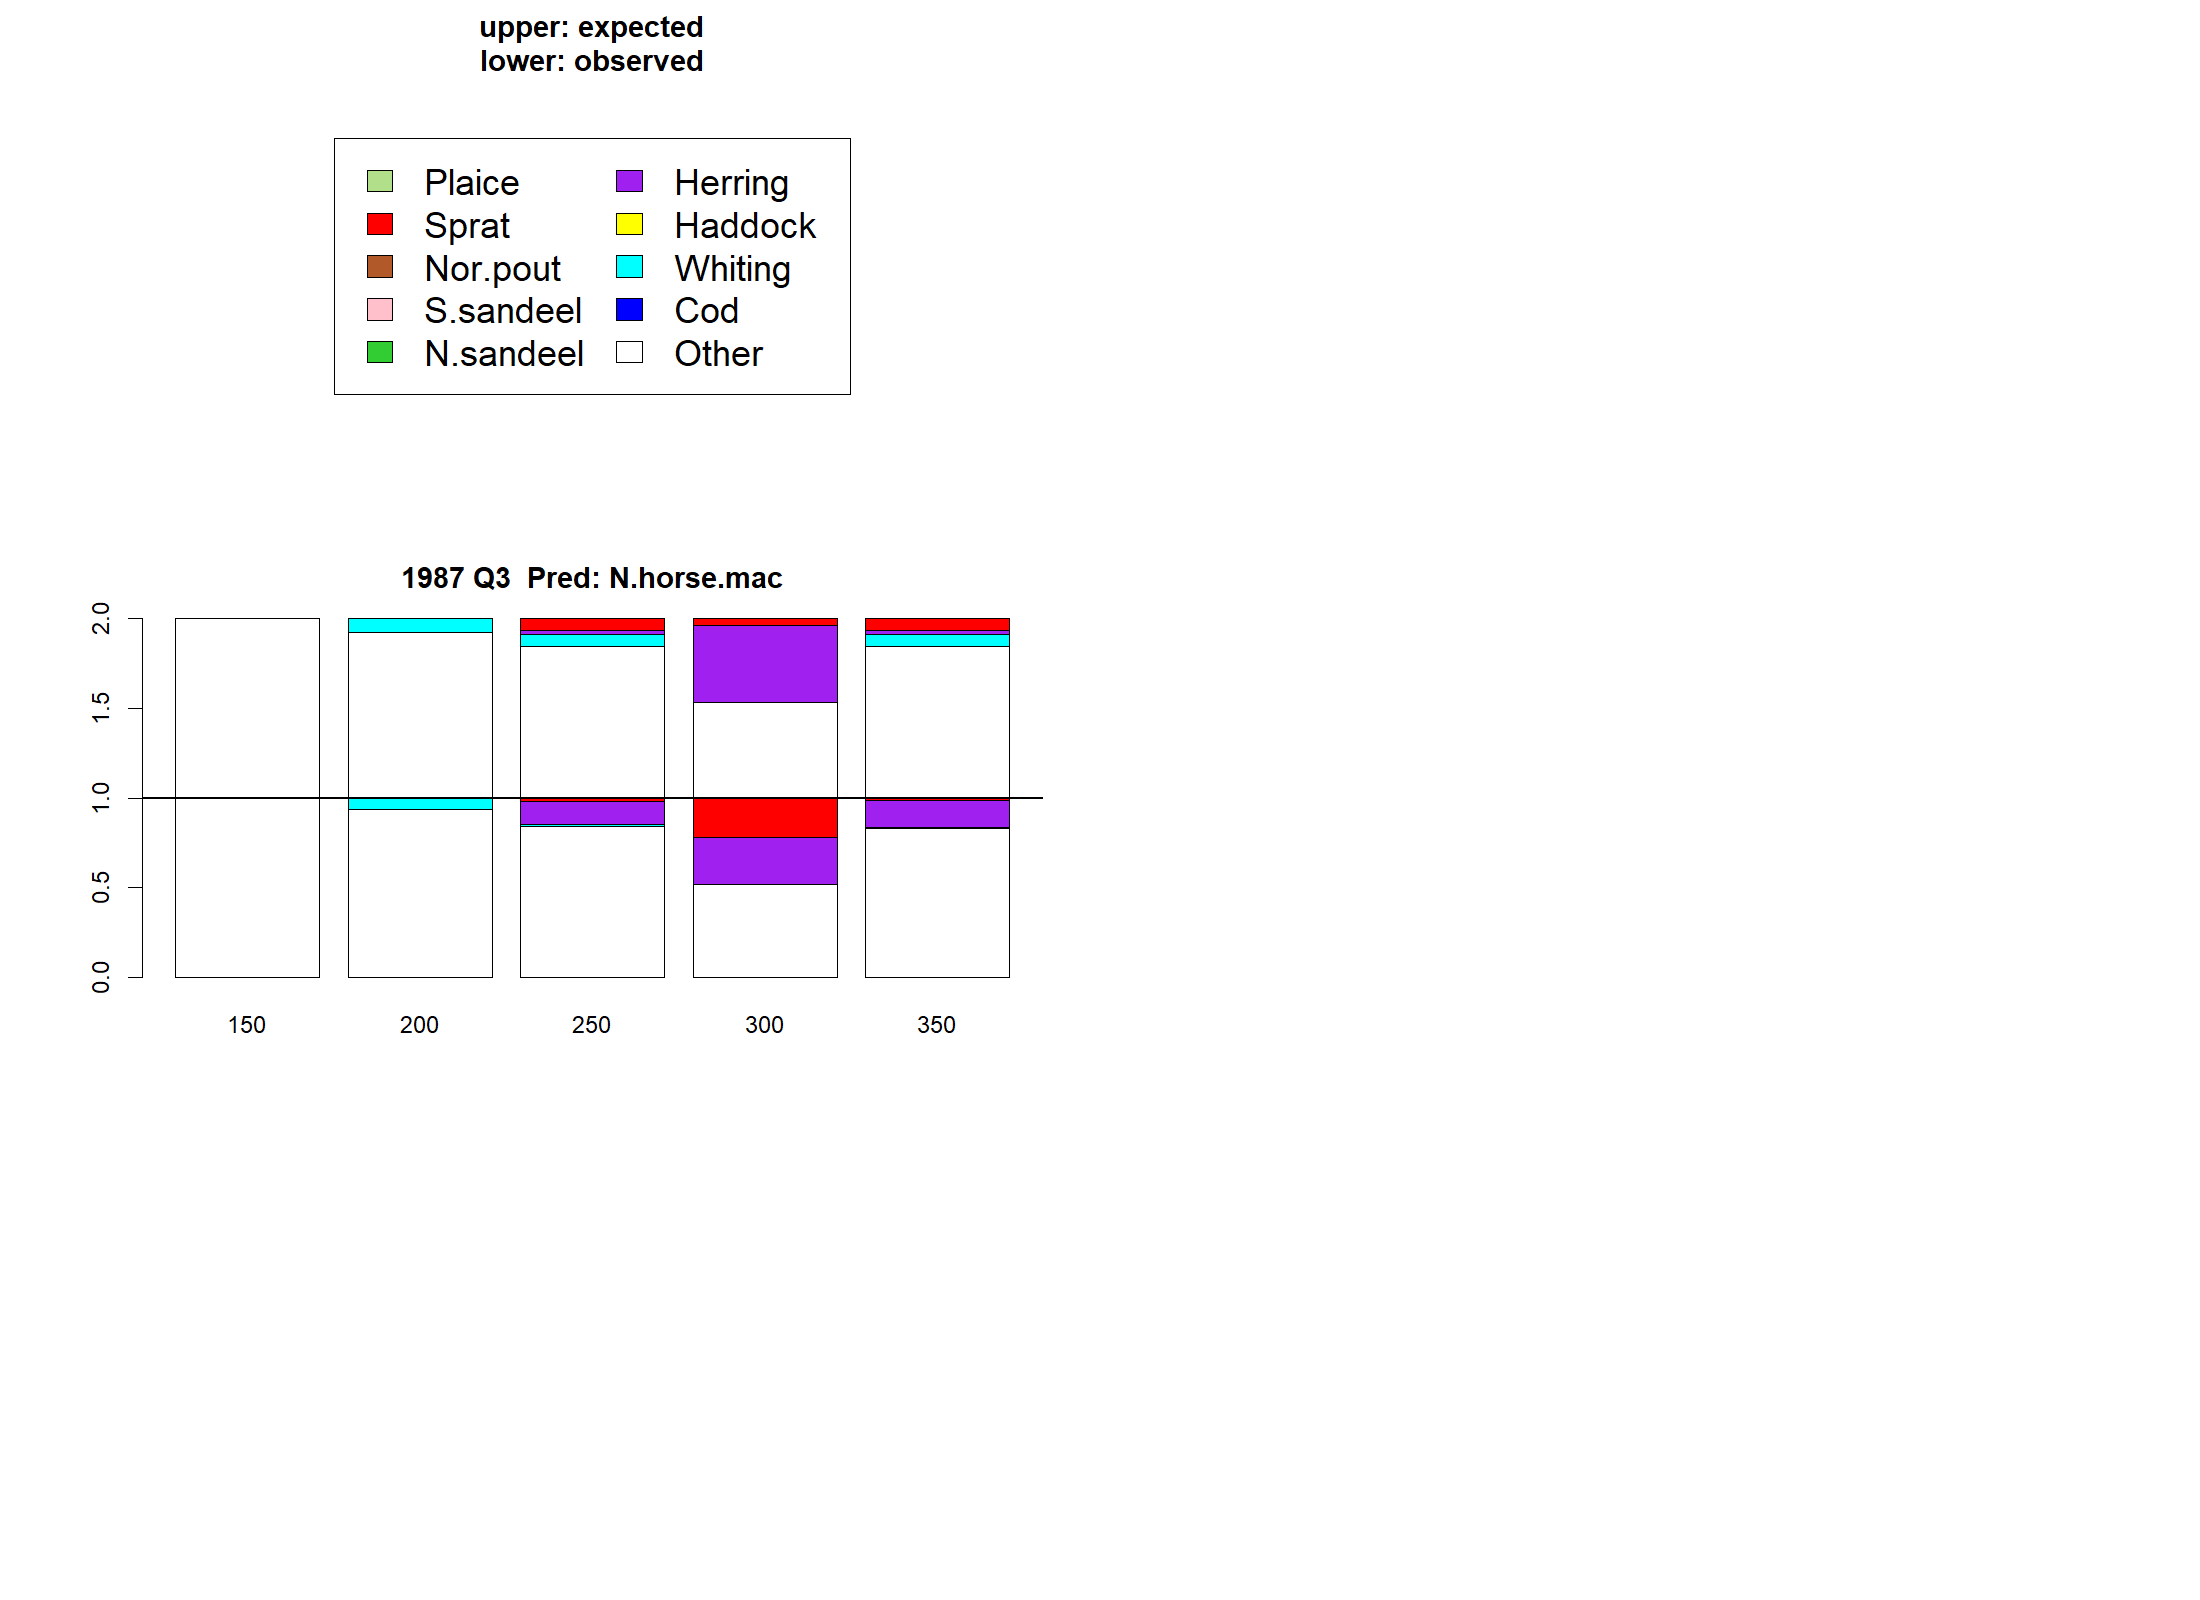 upper: expected
lower: observed
Plaice
Sprat
Nor.pout
S.sandeel
N.sandeel
Herring
Haddock
Whiting
Cod
Other
1987 Q3  Pred: N.horse.mac
2.0
1.5
1.0
0.5
0.0
150 200 250 300 350